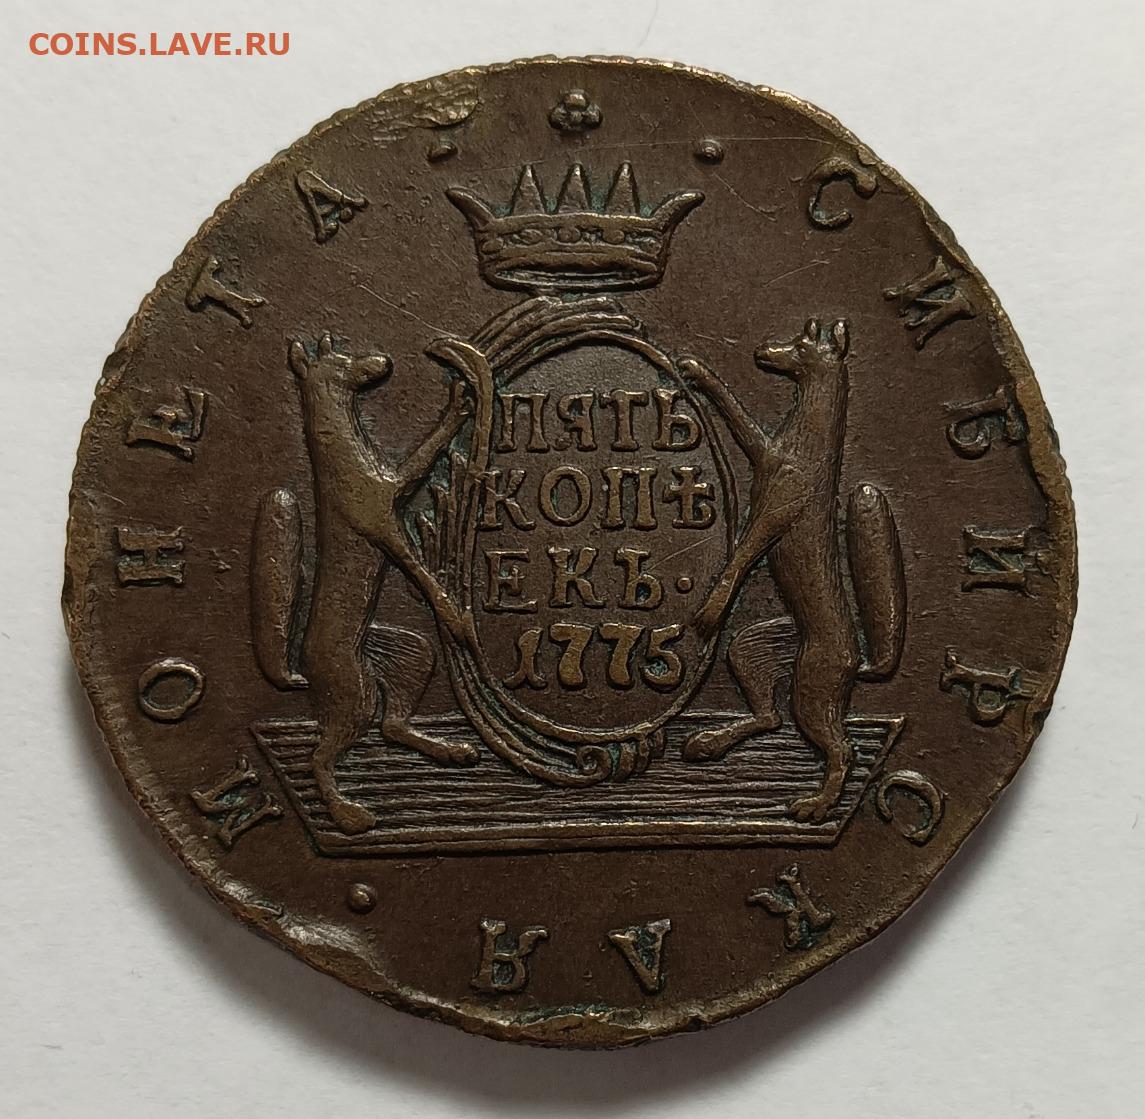 COINS.LAVE.RU
СИБИРСКАЯ МОНЕТА
ПЯТЬ
КОПѢ
ЕКЪ·
1775